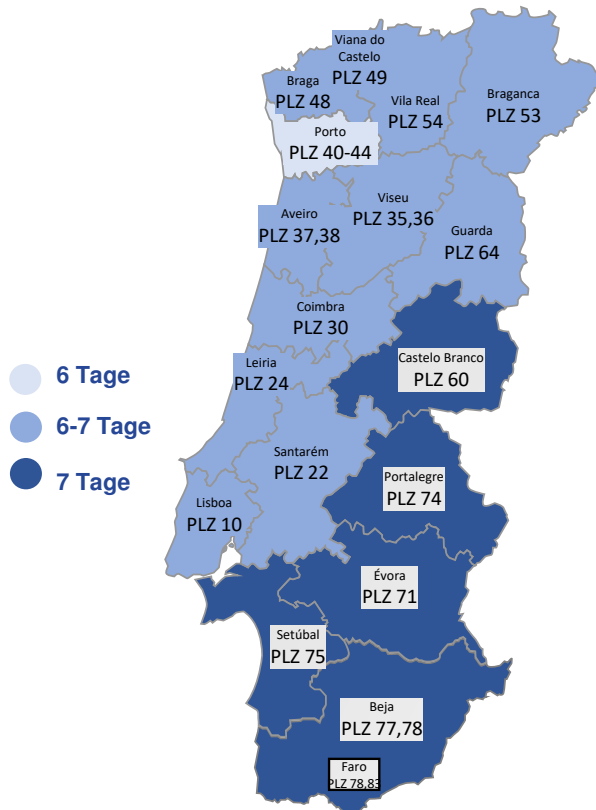 Viana do
Castelo
PLZ 49
Braga
PLZ 48
Vila Real
PLZ 54
Braganca
PLZ 53
Porto
PLZ 40-44
Viseu
PLZ 35,36
Aveiro
PLZ 37,38
Guarda
PLZ 64
Coimbra
PLZ 30
Castelo Branco
PLZ 60
Leiria
PLZ 24
6 Tage
6-7 Tage
7 Tage
Santarém
PLZ 22
Portalegre
PLZ 74
Lisboa
PLZ 10
Évora
PLZ 71
Setúbal
PLZ 75
Beja
PLZ 77,78
Faro
PLZ 78,83